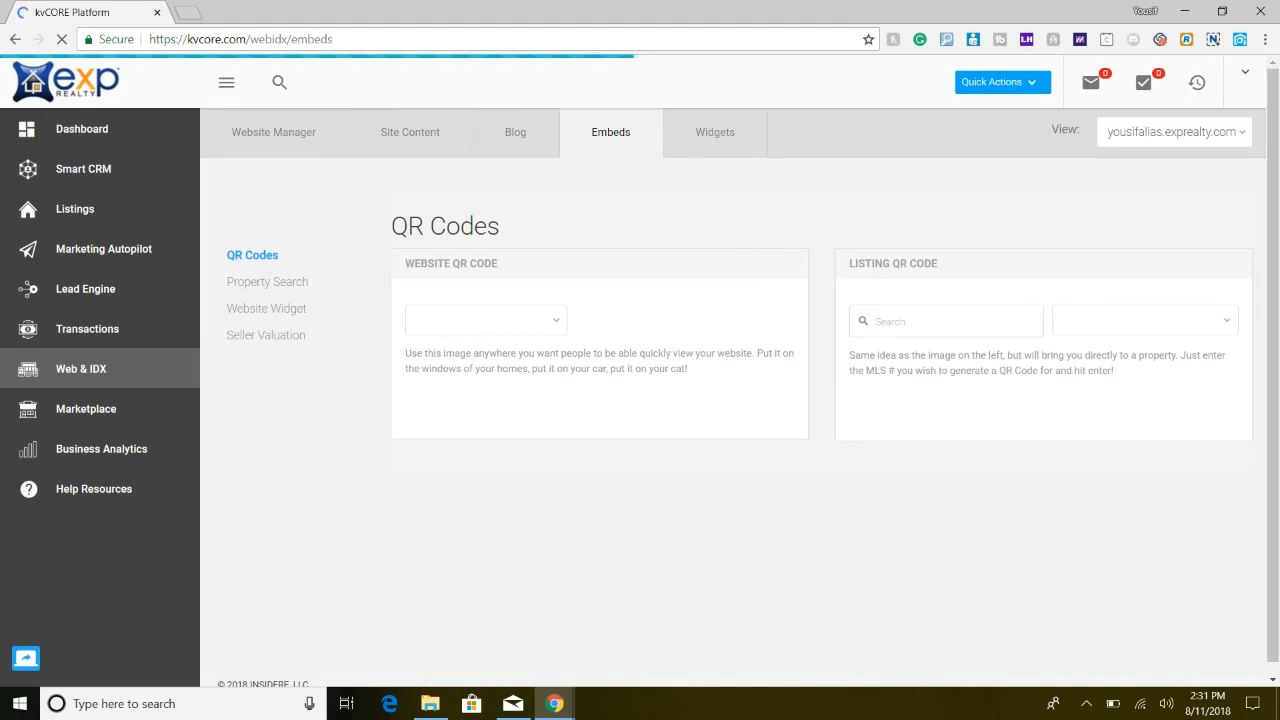 kvCORE Platform
Yousif
Secure
https://kvcore.com/webidx/embeds
exp
REALTY
Quick Actions
0
0
Dashboard
Smart CRM
Listings
Marketing Autopilot
Lead Engine
Transactions
Web & IDX
Marketplace
Business Analytics
Help Resources
Website Manager
Site Content
Blog
Embeds
Widgets
View:
yousifalias.exprealty.com
QR Codes
Property Search
Website Widget
Seller Valuation
QR Codes
WEBSITE QR CODE
Use this image anywhere you want people to be able quickly view your website. Put it on
the windows of your homes, put it on your car, put it on your cat!
LISTING QR CODE
Search...
Same idea as the image on the left, but will bring you directly to a property. Just enter
the MLS # you wish to generate a QR Code for and hit enter!
© 2018 INSIDERE, LLC
Type here to search
2:31 PM
8/11/2018